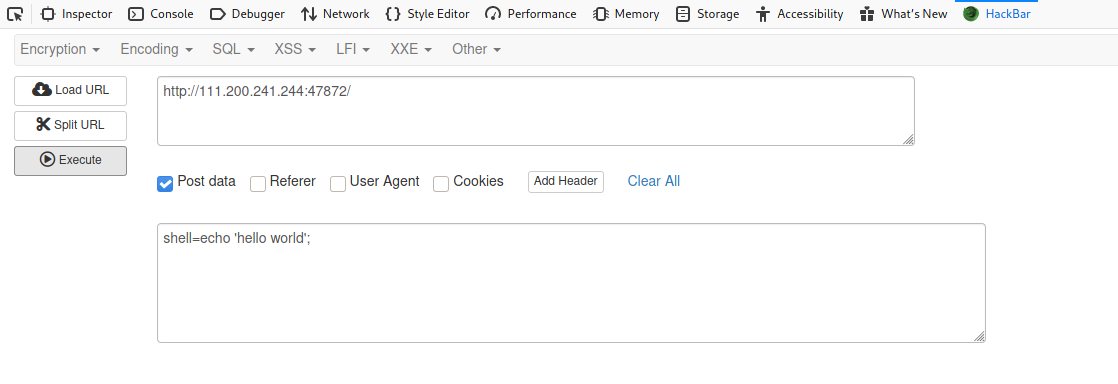 Inspector Console Debugger Network Style Editor Performance Memory Storage Accessibility What's New HackBar
Encryption Encoding SQL XSS LFI XXE Other
Load URL
http://111.200.241.244:47872/
Split URL
Execute
Post data Referer User Agent Cookies Add Header Clear All
shell=echo 'hello world';